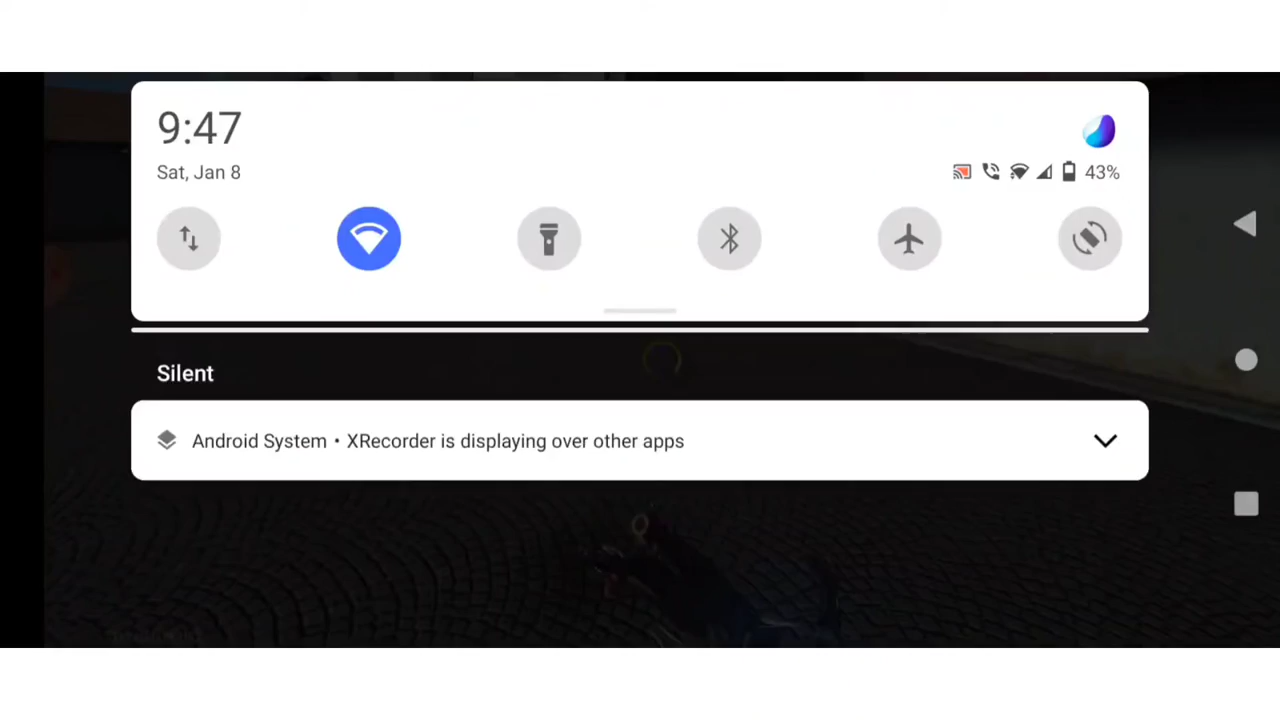 9:47
Sat, Jan 8
43%
Silent
Android System • XRecorder is displaying over other apps